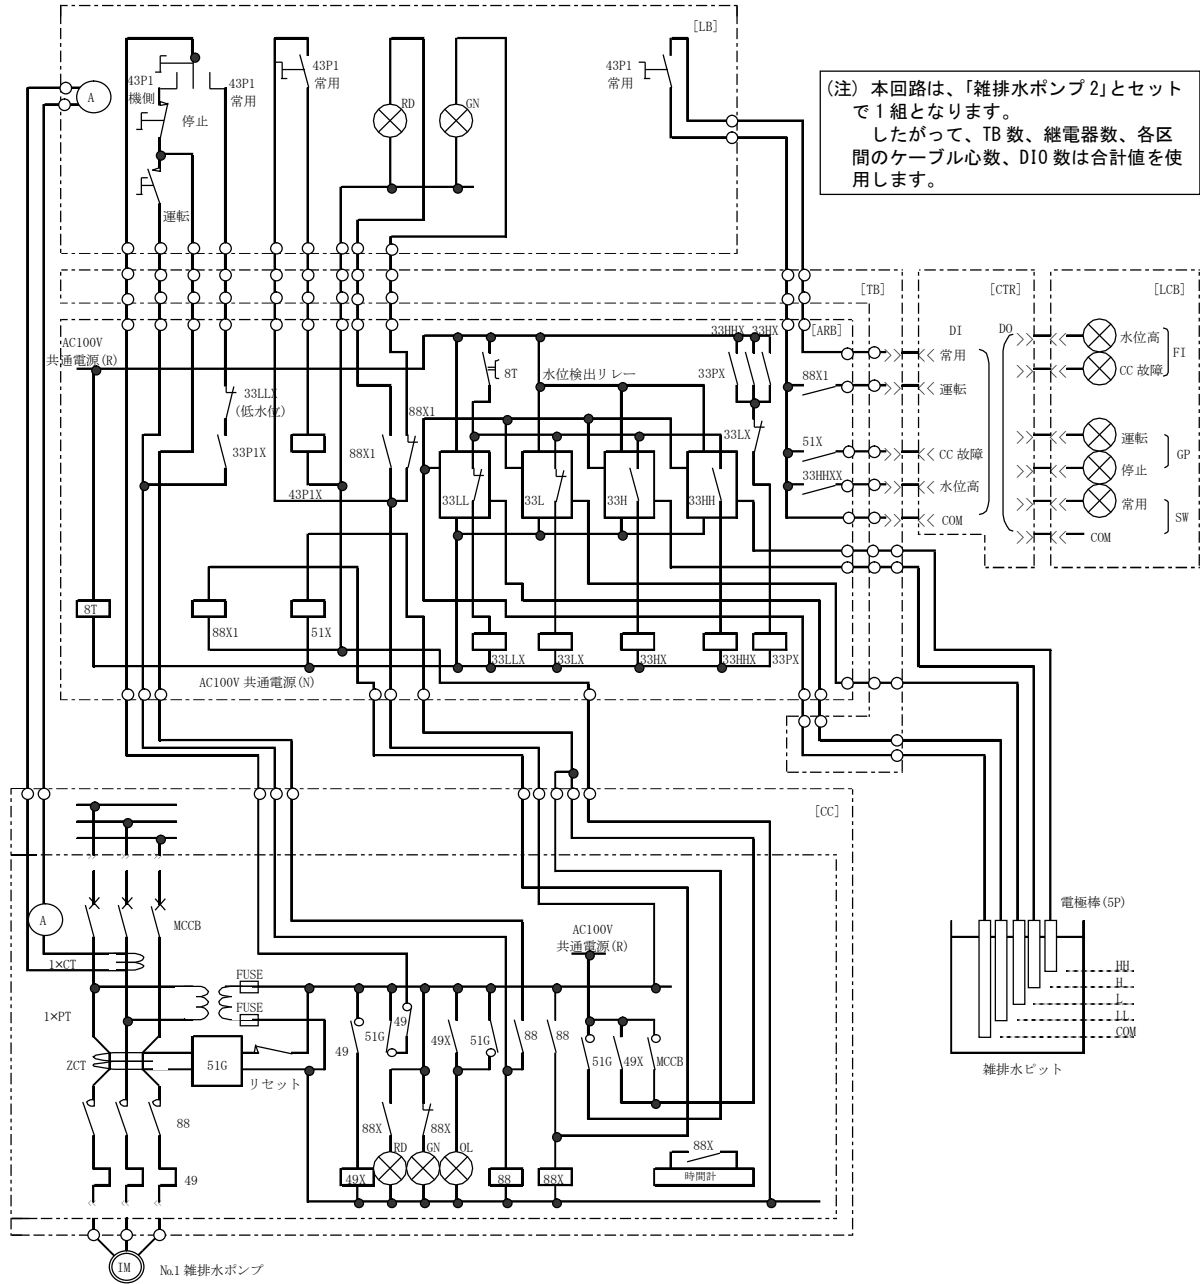 [LB]
43P1
機側
43P1
常用
停止
運転
43P1
常用
RD
GN
43P1
常用
A
(注) 本回路は、「雑排水ポンプ2」とセット
で1組となります。
したがって、TB数、継電器数、各区
間のケーブル心数、DIO数は合計値を使
用します。
[TB]
[CTR]
[LCB]
[ARB]
AC100V
共通電源(R)
33LLX
(低水位)
33P1X
43P1X
88X1
88X1
8T
水位検出リレー
33HHX
33HX
33PX
33LX
88X1
51X
33HHXX
33LL
33L
33H
33HH
DI
DO
常用
運転
CC故障
水位高
COM
水位高
CC故障
FI
運転
停止
GP
常用
SW
COM
8T
88X1
51X
33LLX
33LX
33HX
33HHX
33PX
AC100V 共通電源(N)
[CC]
A
MCCB
1×CT
1×PT
ZCT
FUSE
FUSE
51G
リセット
88
49
49
51G
49
49X
51G
88
88
AC100V
共通電源(R)
51G
49X
MCCB
88X
88X
RD
GN
OL
49X
88
88X
88X
時間計
IM
No.1 雑排水ポンプ
電極棒(5P)
HH
H
L
LL
COM
雑排水ピット